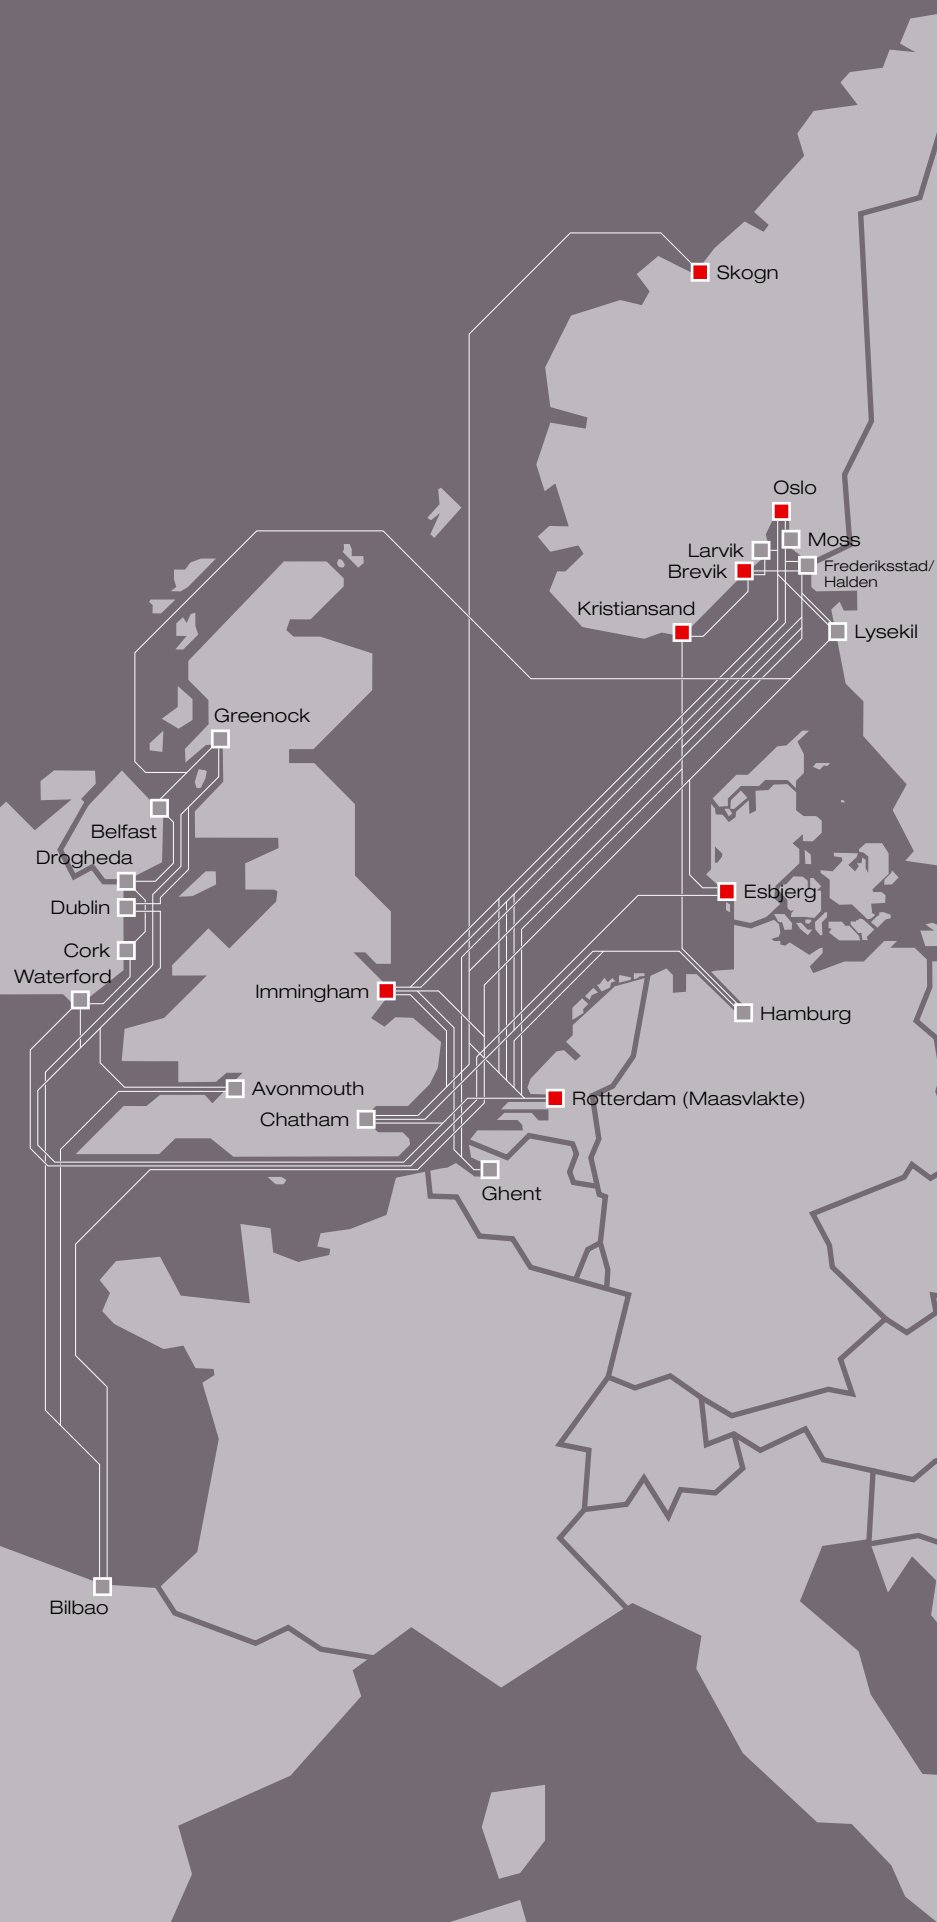 Skogn
Oslo
Moss
Larvik
Brevik
Frederiksstad/
Halden
Kristiansand
Lysekil
Greenock
Belfast
Drogheda
Dublin
Esbjerg
Cork
Waterford
Immingham
Hamburg
Avonmouth
Rotterdam (Maasvlakte)
Chatham
Ghent
Bilbao